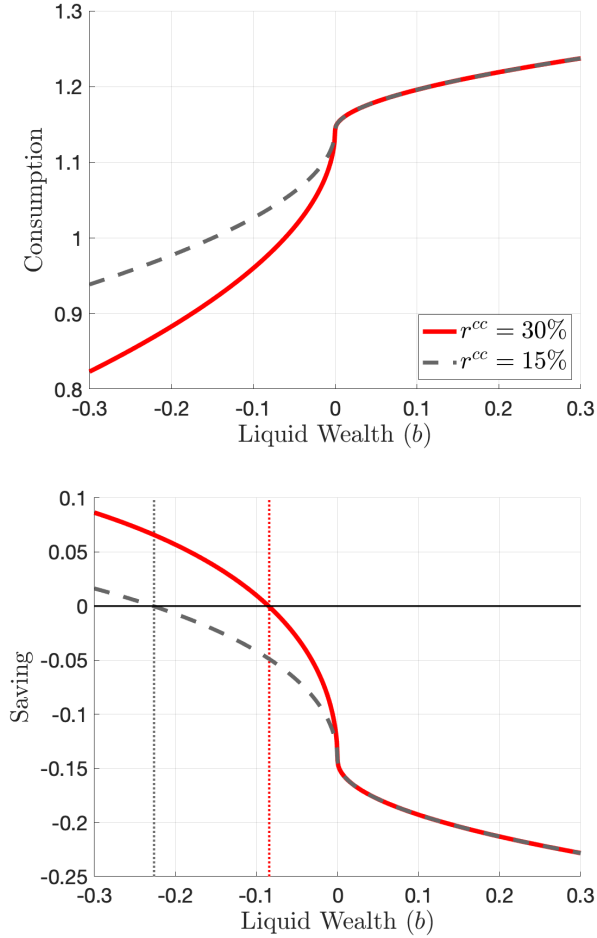 1.3
1.2
1.1
1
0.9
0.8
Consumption
r^{cc} = 30%
r^{cc} = 15%
-0.3 -0.2 -0.1 0 0.1 0.2 0.3
Liquid Wealth (b)
0.1
0.05
0
-0.05
-0.1
-0.15
-0.2
-0.25
Saving
-0.3 -0.2 -0.1 0 0.1 0.2 0.3
Liquid Wealth (b)